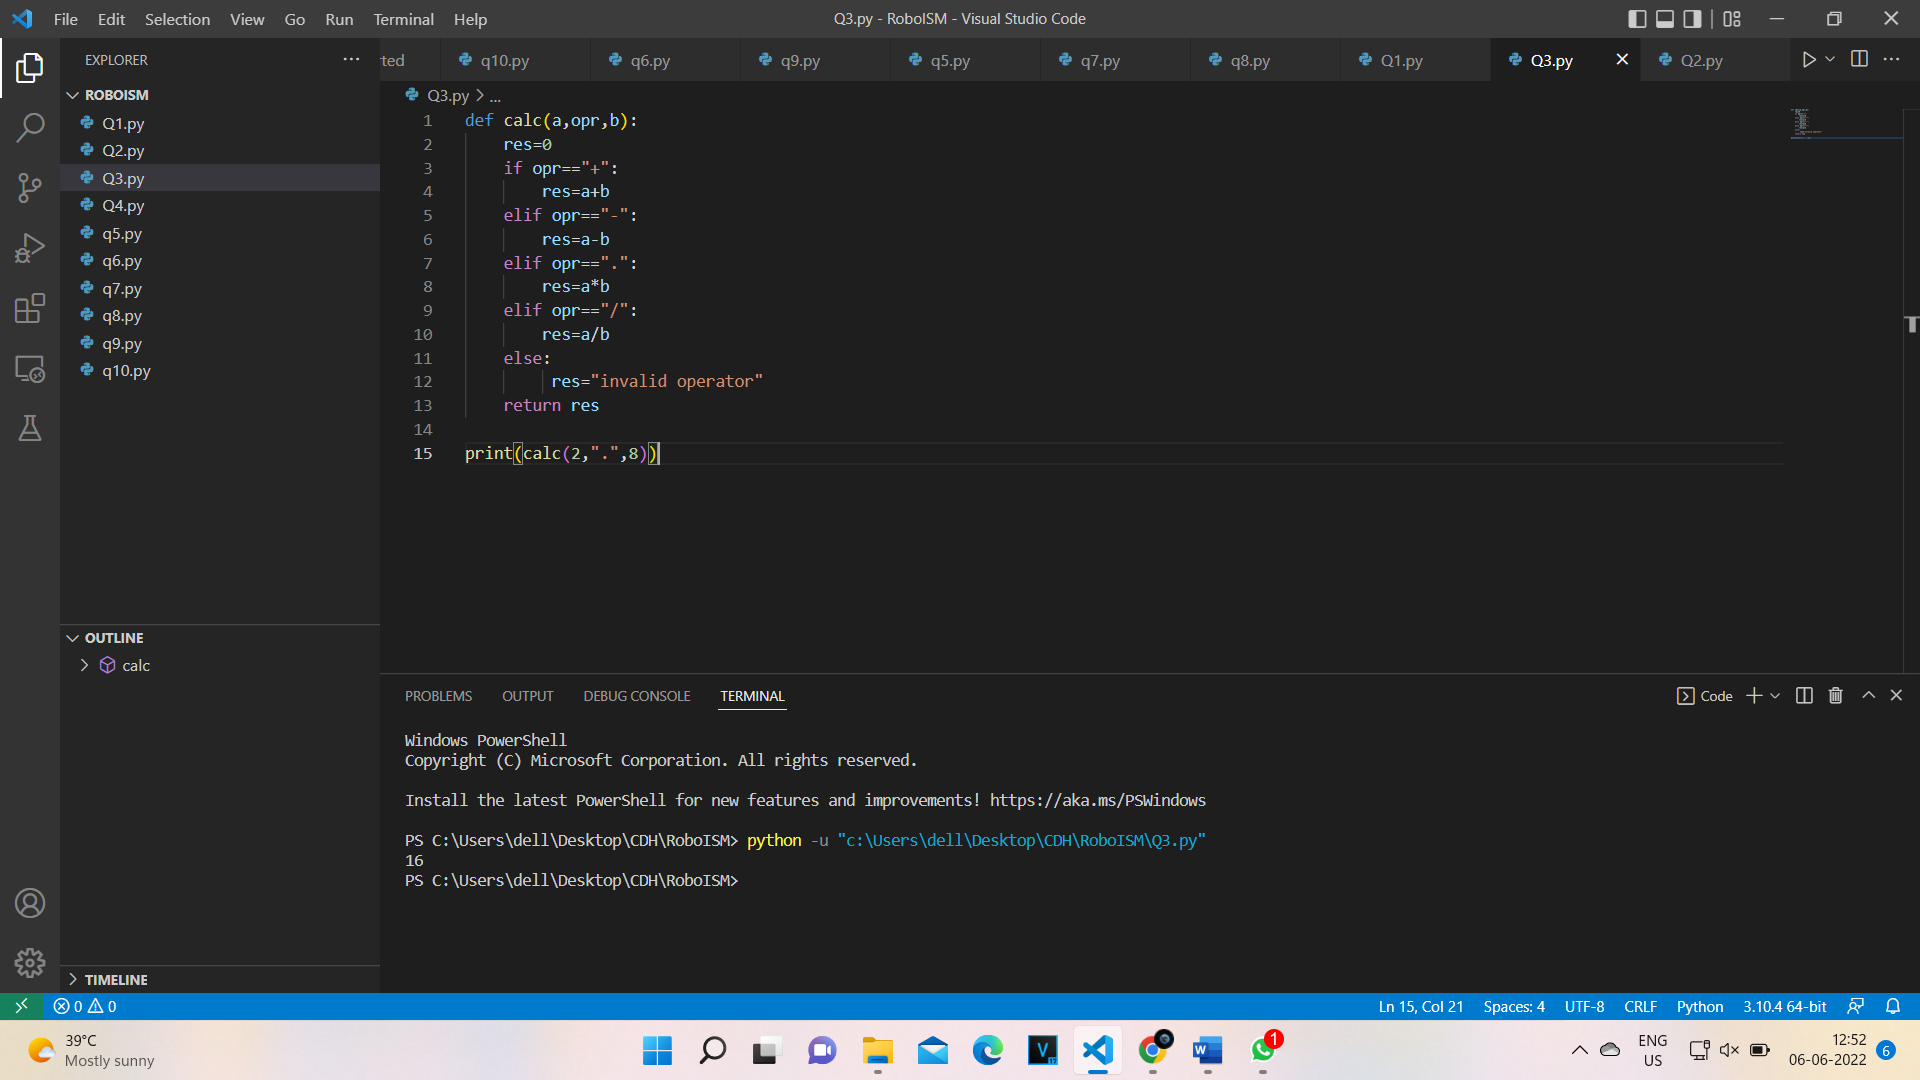 File Edit Selection View Go Run Terminal Help
Q3.py - RoboISM - Visual Studio Code
EXPLORER
ROBOISM
Q1.py
Q2.py
Q3.py
Q4.py
q5.py
q6.py
q7.py
q8.py
q9.py
q10.py
OUTLINE
calc
TIMELINE
rted q10.py q6.py q9.py q5.py q7.py q8.py Q1.py Q3.py Q2.py
Q3.py > ...
1 def calc(a,opr,b):
2 res=0
3 if opr=="+":
4 res=a+b
5 elif opr=="-":
6 res=a-b
7 elif opr==".":
8 res=a*b
9 elif opr=="/":
10 res=a/b
11 else:
12 res="invalid operator"
13 return res
14
15 print(calc(2,".",8))
PROBLEMS OUTPUT DEBUG CONSOLE TERMINAL
Code
Windows PowerShell
Copyright (C) Microsoft Corporation. All rights reserved.
Install the latest PowerShell for new features and improvements! https://aka.ms/PSWindows
PS C:\Users\dell\Desktop\CDH\RoboISM> python -u "c:\Users\dell\Desktop\CDH\RoboISM\Q3.py"
16
PS C:\Users\dell\Desktop\CDH\RoboISM>
0 0
Ln 15, Col 21 Spaces: 4 UTF-8 CRLF Python 3.10.4 64-bit
39°C
Mostly sunny
V
W
1
ENG
US
12:52
06-06-2022
6